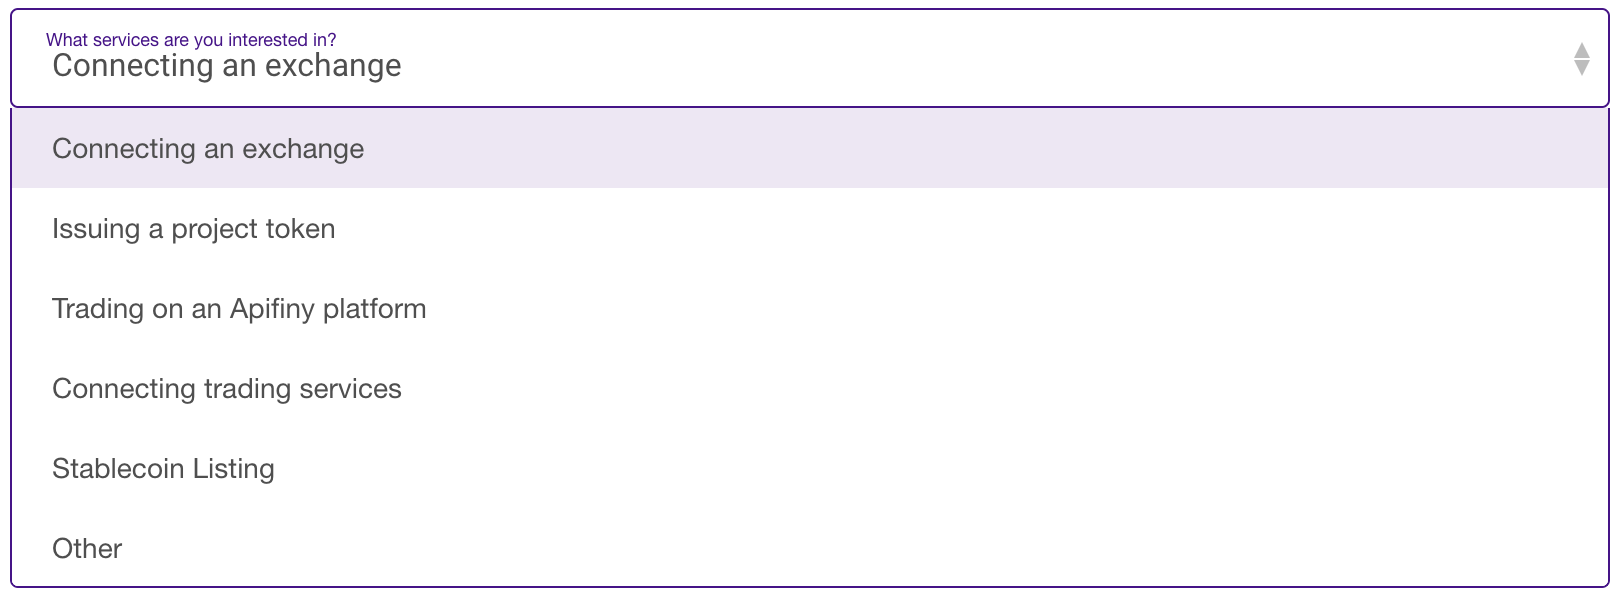 What services are you interested in?
Connecting an exchange
Connecting an exchange
Issuing a project token
Trading on an Apifiny platform
Connecting trading services
Stablecoin Listing
Other